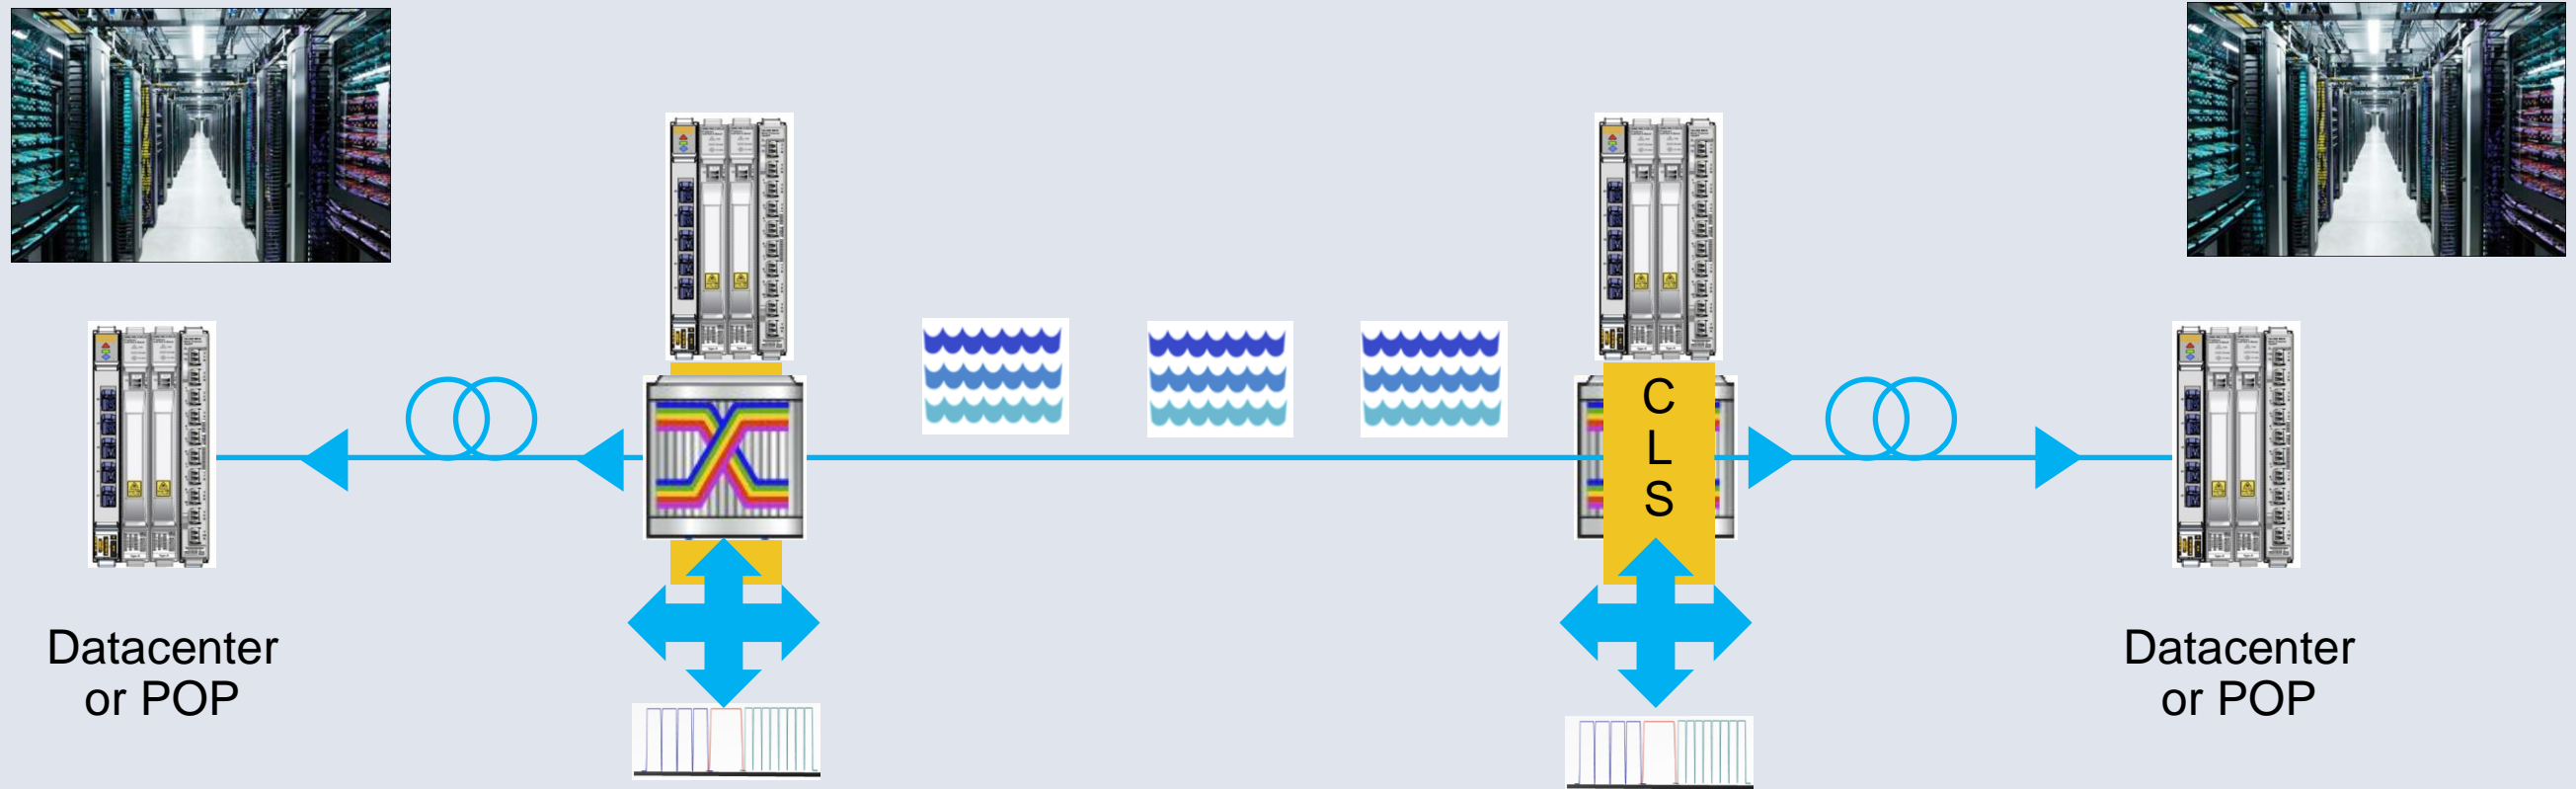 C
L
S
Datacenter
or POP
Datacenter
or POP